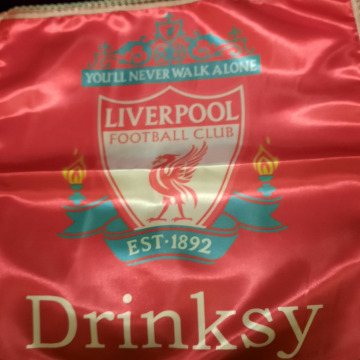 YOU'LL NEVER WALK ALONE
LIVERPOOL
FOOTBALL CLUB
EST·1892
Drinksy